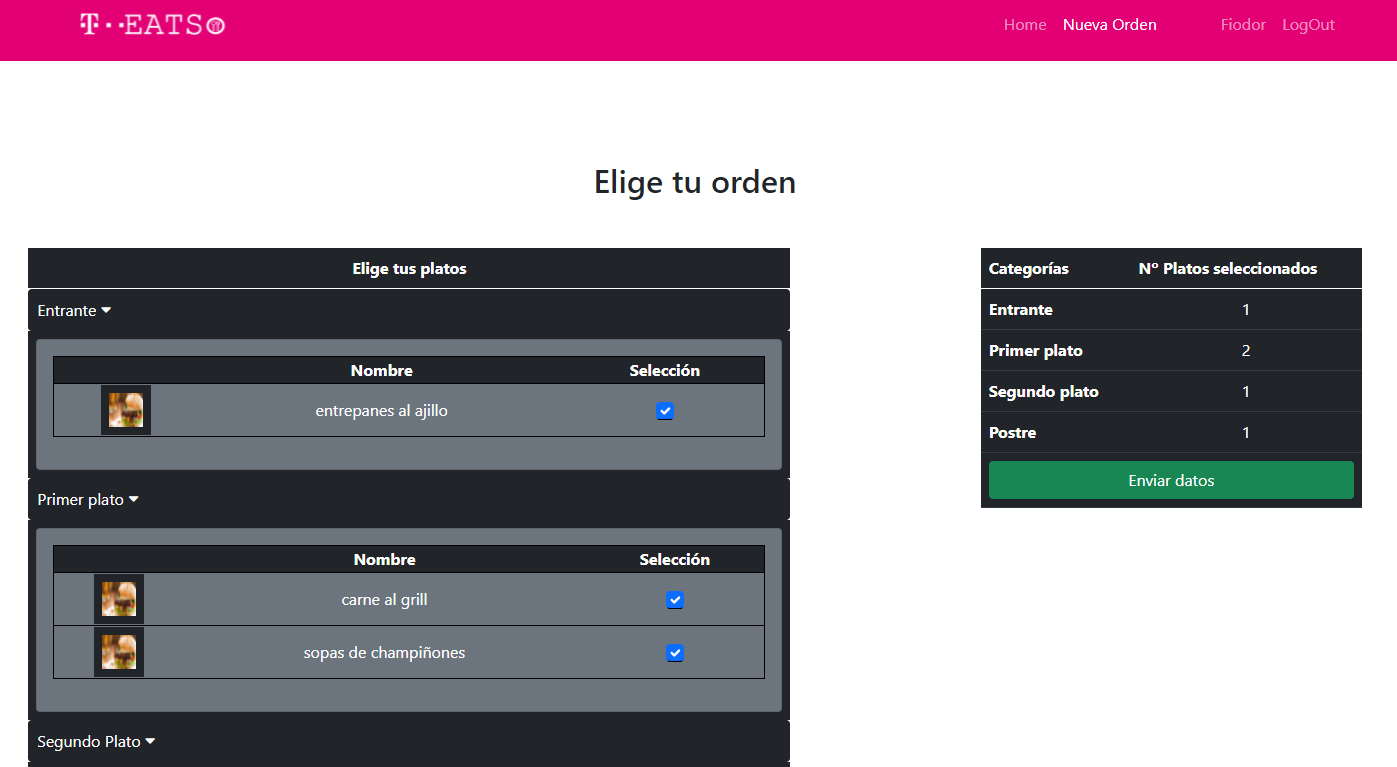 T··EATS
Home Nueva Orden Fiodor LogOut
Elige tu orden
Elige tus platos
Entrante
Nombre Selección
entrepanes al ajillo
Primer plato
Nombre Selección
carne al grill
sopas de champiñones
Segundo Plato
Categorías Nº Platos seleccionados
Entrante 1
Primer plato 2
Segundo plato 1
Postre 1
Enviar datos